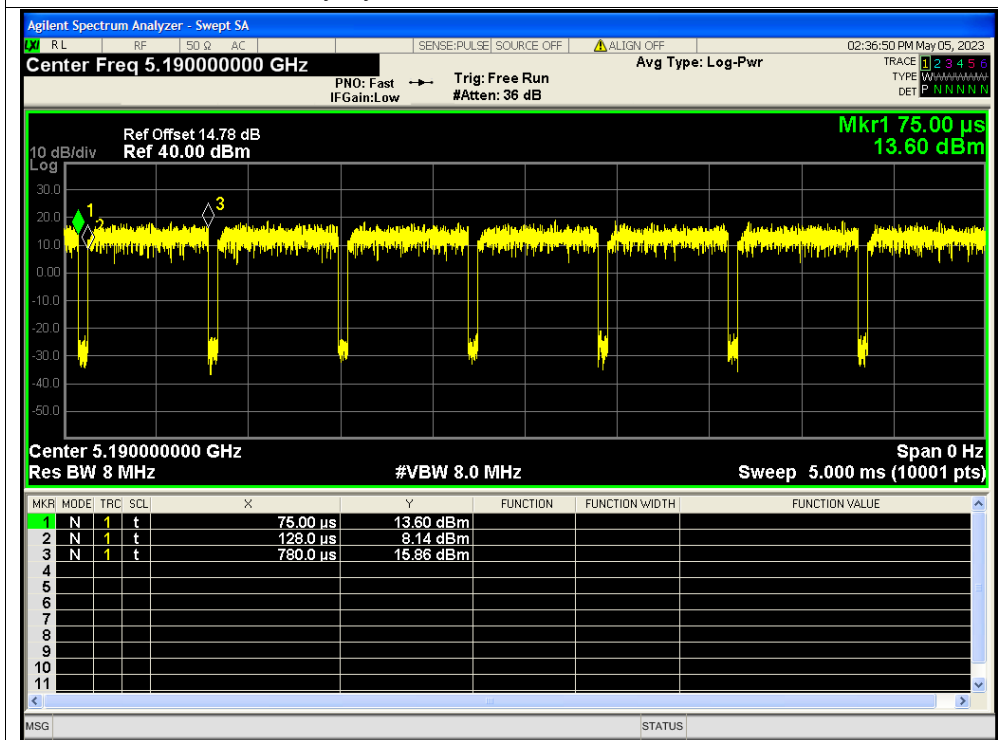 Agilent Spectrum Analyzer - Swept SA
LXI RL RF 50 Ω AC SENSE:PULSE SOURCE OFF ALIGN OFF 02:36:50 PM May 05, 2023
Center Freq 5.190000000 GHz
PNO: Fast
IFGain:Low
Trig: Free Run
#Atten: 36 dB
Avg Type: Log-Pwr
TRACE 1 2 3 4 5 6
TYPE WWWWWW
DET P N N N N N
Mkr1 75.00 µs
13.60 dBm
Ref Offset 14.78 dB
10 dB/div Ref 40.00 dBm
Log
30.0
20.0
10.0
0.00
-10.0
-20.0
-30.0
-40.0
-50.0
1
2
3
Center 5.190000000 GHz Span 0 Hz
Res BW 8 MHz #VBW 8.0 MHz Sweep 5.000 ms (10001 pts)
MKR MODE TRC SCL X Y FUNCTION FUNCTION WIDTH FUNCTION VALUE
1 N 1 t 75.00 µs 13.60 dBm
2 N 1 t 128.0 µs 8.14 dBm
3 N 1 t 780.0 µs 15.86 dBm
4
5
6
7
8
9
10
11
MSG STATUS